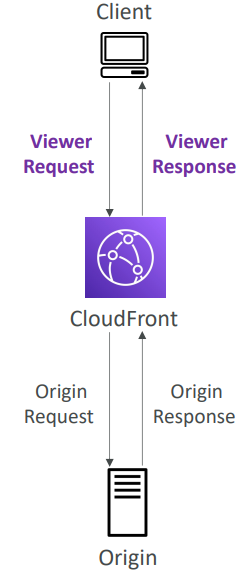 Client
Viewer
Request
Viewer
Response
CloudFront
Origin
Request
Origin
Response
Origin